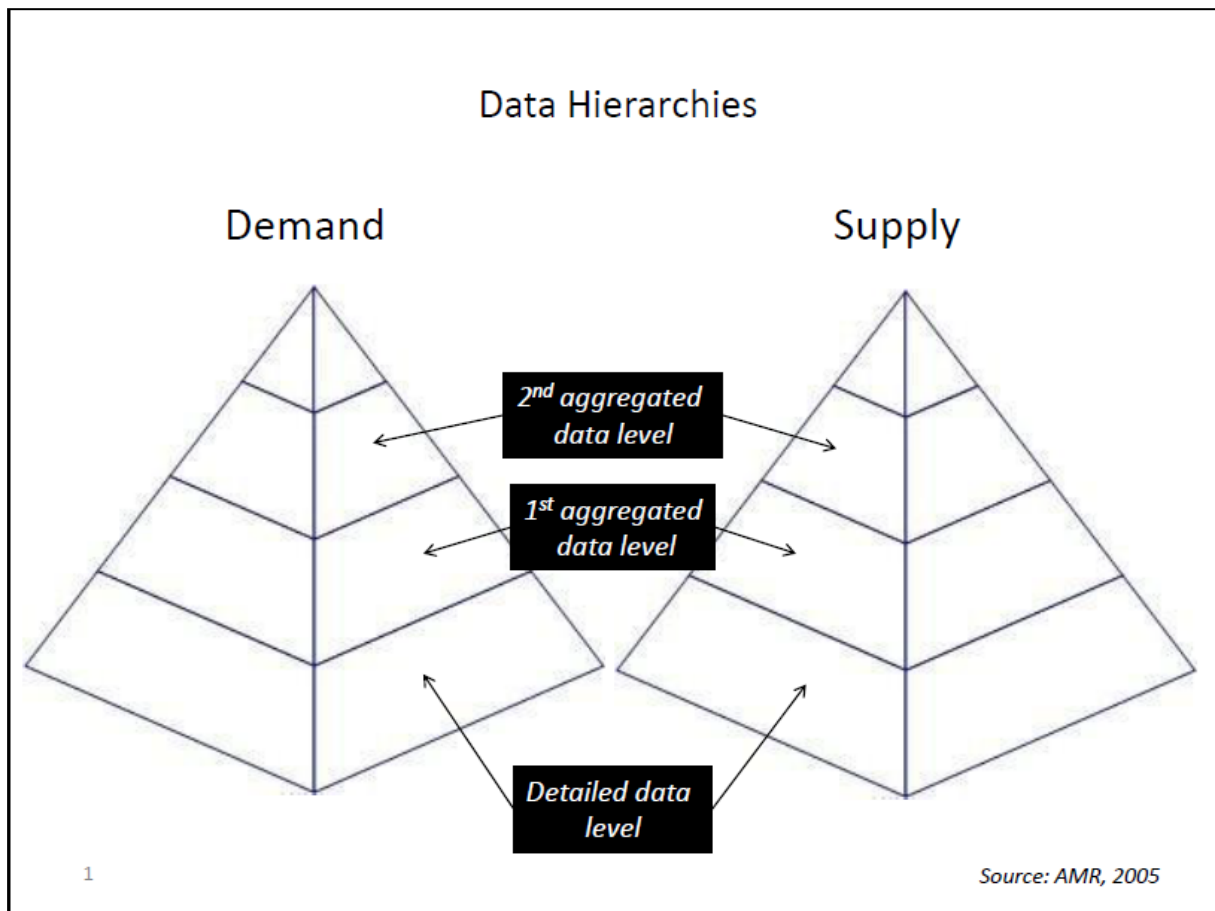 Data Hierarchies
Demand
Supply
2nd aggregated
data level
1st aggregated
data level
Detailed data
level
1
Source: AMR, 2005